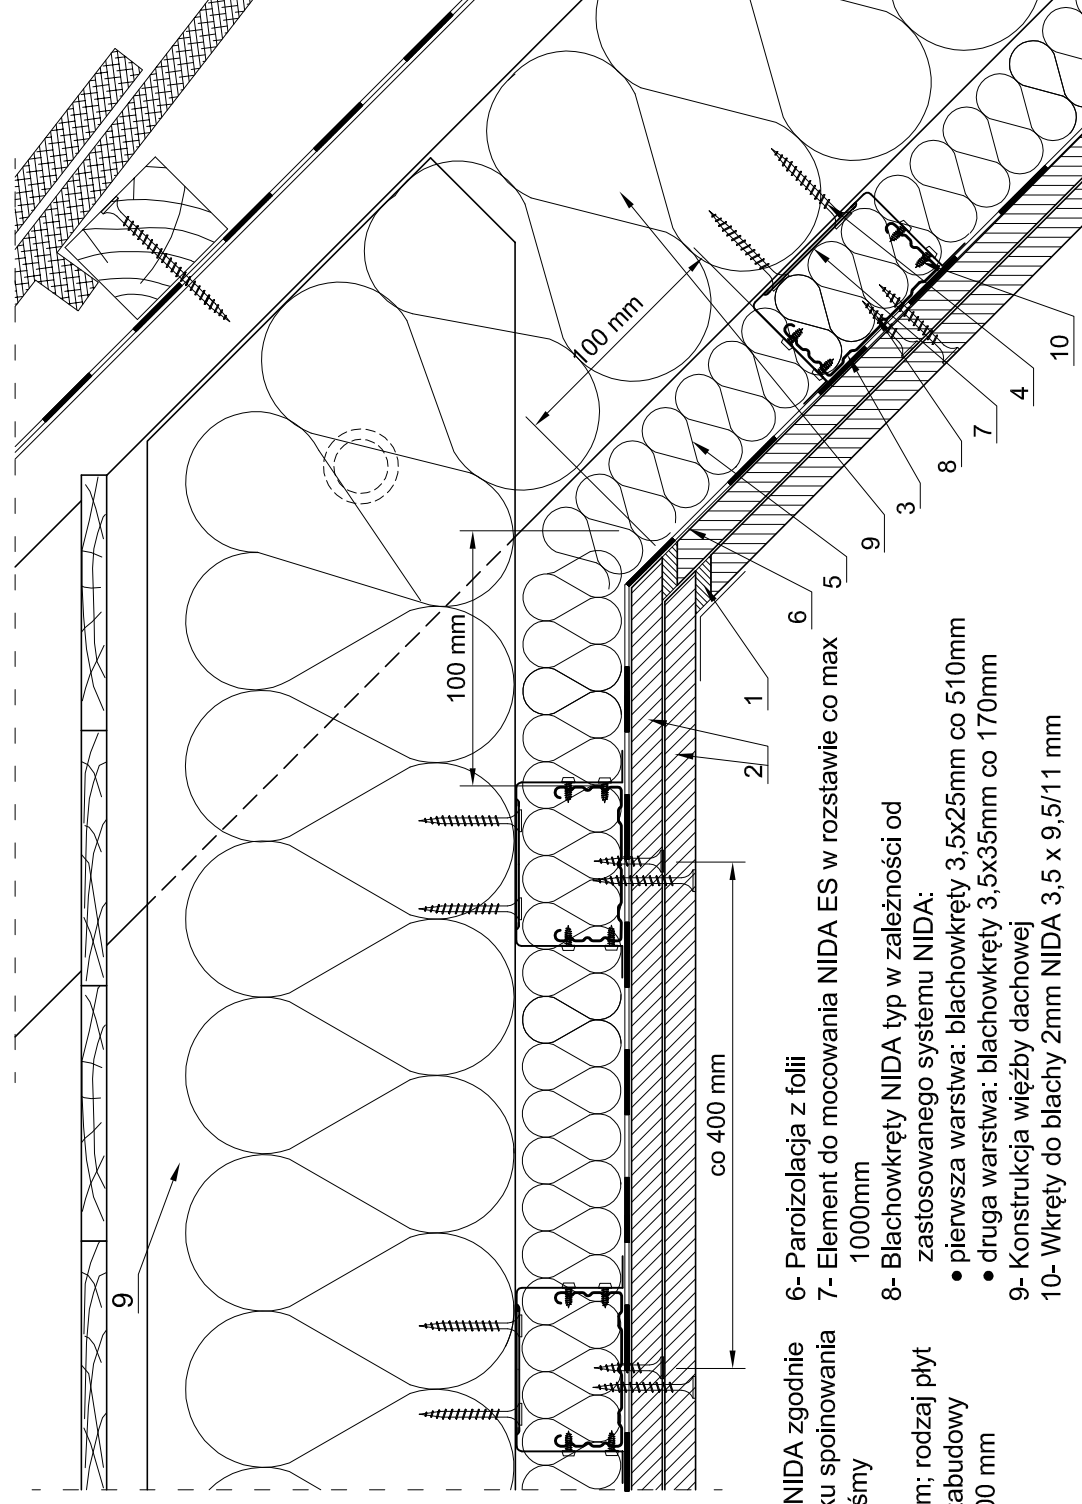 100 mm
100 mm
co 400 mm
9
1
2
6
5
9
3
8
7
4
10
NIDA zgodnie
ku spoinowania
śmy
m; rodzaj płyt
abudowy
00 mm
6- Paroizolacja z folii
7- Element do mocowania NIDA ES w rozstawie co max
1000mm
8- Blachowkręty NIDA typ w zależności od
zastosowanego systemu NIDA:
• pierwsza warstwa: blachowkręty 3,5x25mm co 510mm
• druga warstwa: blachowkręty 3,5x35mm co 170mm
9- Konstrukcja więźby dachowej
10- Wkręty do blachy 2mm NIDA 3,5 x 9,5/11 mm